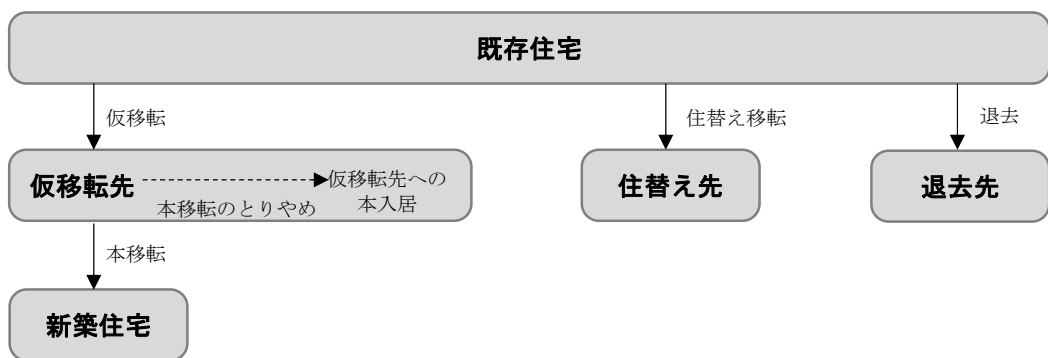 既存住宅
仮移転
住替え移転
退去
仮移転先
仮移転先への
本入居
本移転のとりやめ
住替え先
退去先
本移転
新築住宅